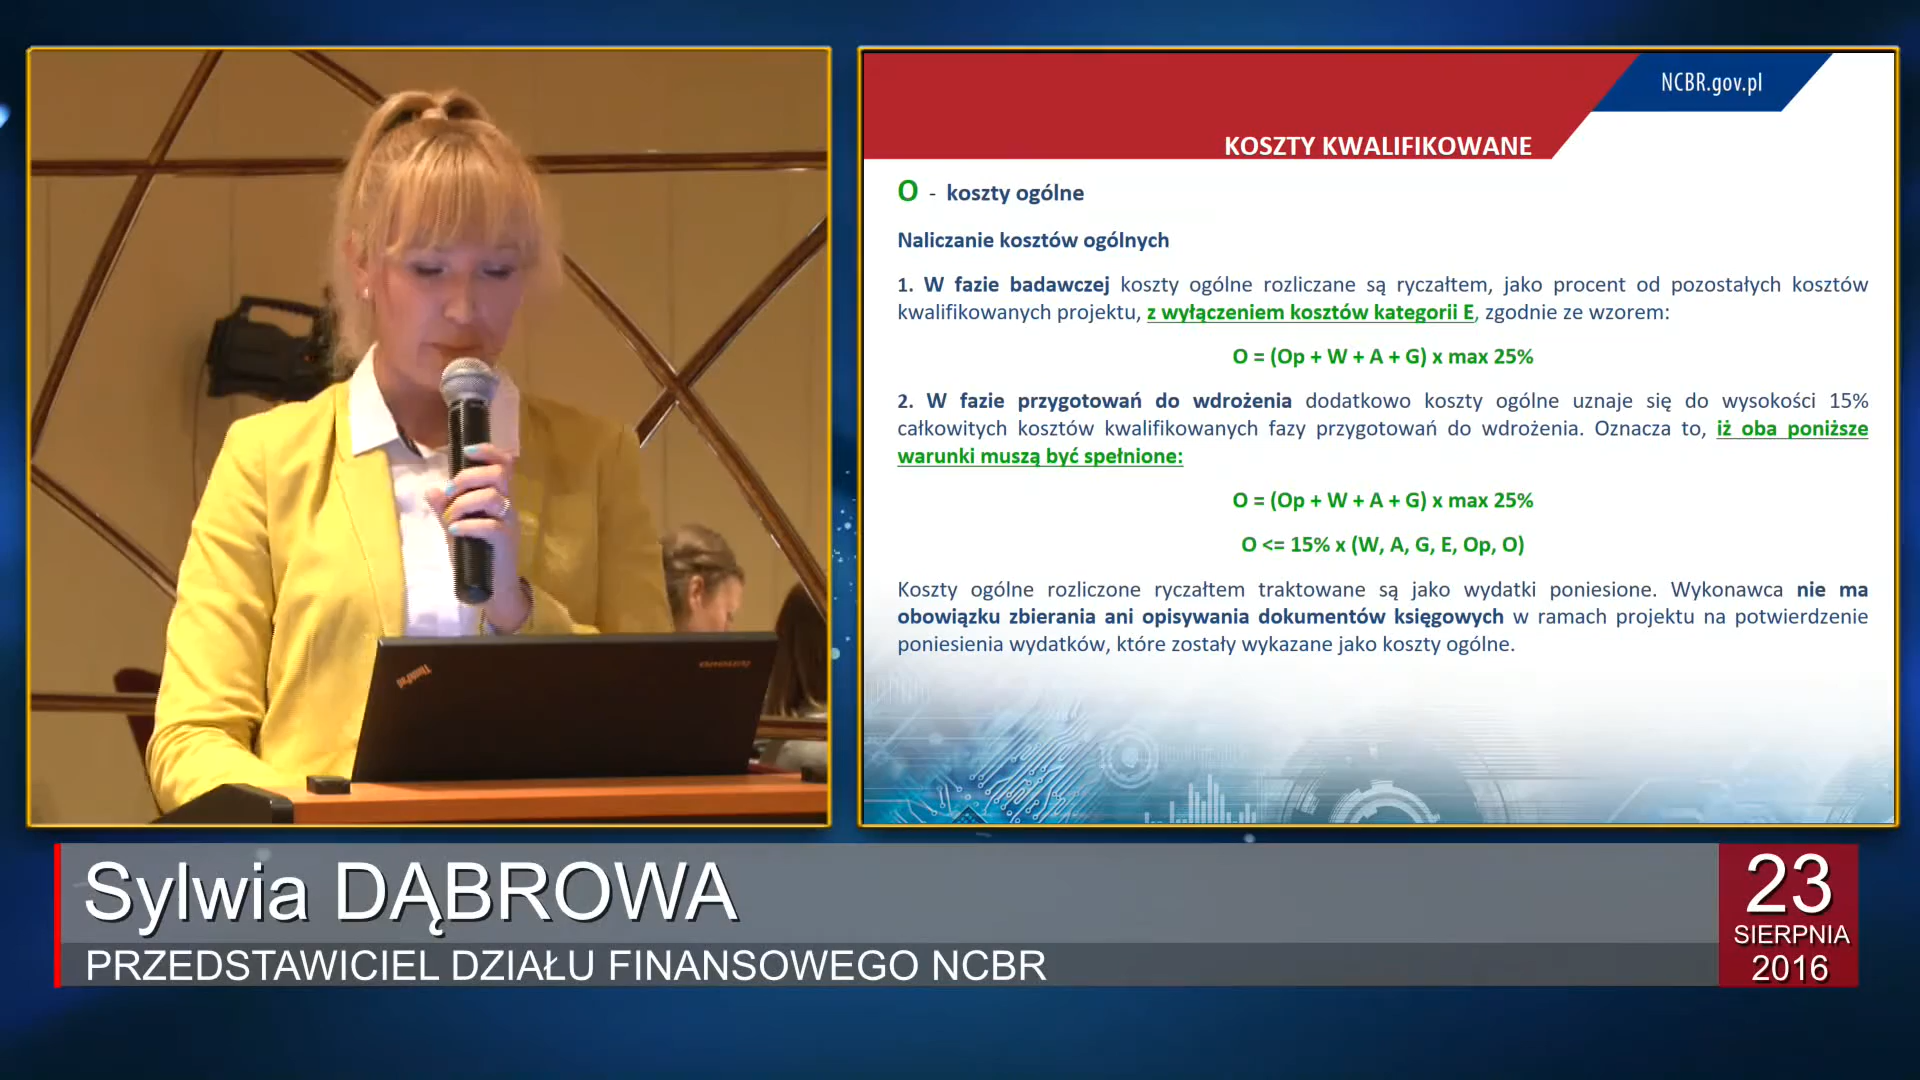 NCBR.gov.pl
KOSZTY KWALIFIKOWANE
O - koszty ogólne
Naliczanie kosztów ogólnych
1. W fazie badawczej koszty ogólne rozliczane są ryczałtem, jako procent od pozostałych kosztów
kwalifikowanych projektu, z wyłączeniem kosztów kategorii E, zgodnie ze wzorem:
O = (Op + W + A + G) x max 25%
2. W fazie przygotowań do wdrożenia dodatkowo koszty ogólne uznaje się do wysokości 15%
całkowitych kosztów kwalifikowanych fazy przygotowań do wdrożenia. Oznacza to, iż oba poniższe
warunki muszą być spełnione:
O = (Op + W + A + G) x max 25%
O <= 15% x (W, A, G, E, Op, O)
Koszty ogólne rozliczone ryczałtem traktowane są jako wydatki poniesione. Wykonawca nie ma
obowiązku zbierania ani opisywania dokumentów księgowych w ramach projektu na potwierdzenie
poniesienia wydatków, które zostały wykazane jako koszty ogólne.
ThinkPad
lenovo
Sylwia DĄBROWA
PRZEDSTAWICIEL DZIAŁU FINANSOWEGO NCBR
23
SIERPNIA
2016